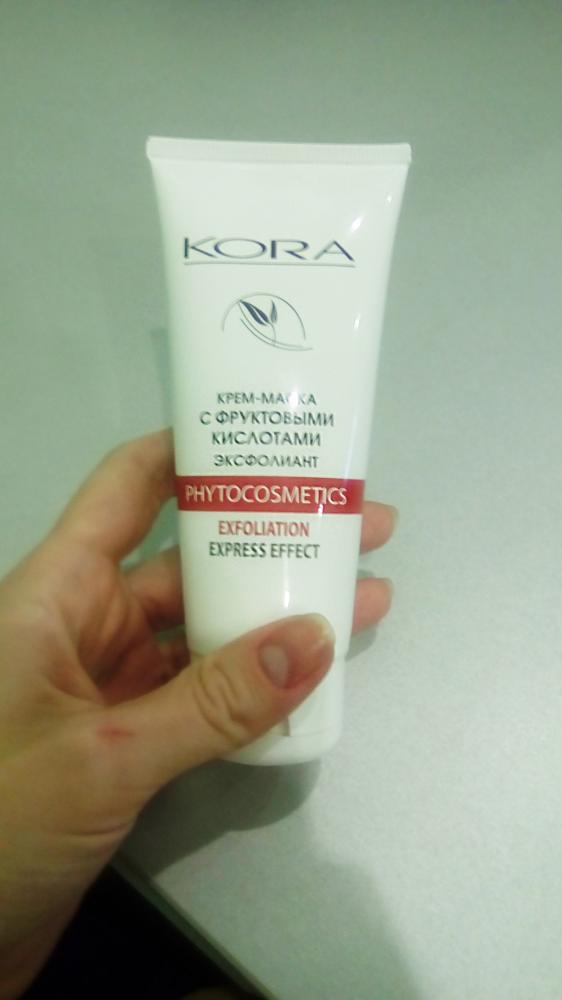 KORA
КРЕМ-МАСКА
С ФРУКТОВЫМИ
КИСЛОТАМИ
ЭКСФОЛИАНТ
PHYTOCOSMETICS
EXFOLIATION
EXPRESS EFFECT